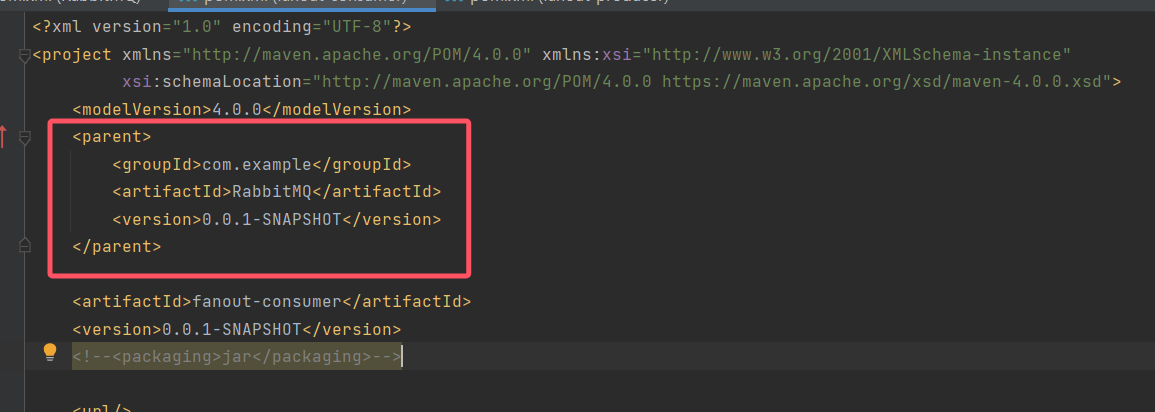 <?xml version="1.0" encoding="UTF-8"?>
<project xmlns="http://maven.apache.org/POM/4.0.0" xmlns:xsi="http://www.w3.org/2001/XMLSchema-instance"
xsi:schemaLocation="http://maven.apache.org/POM/4.0.0 https://maven.apache.org/xsd/maven-4.0.0.xsd">
<modelVersion>4.0.0</modelVersion>
<parent>
<groupId>com.example</groupId>
<artifactId>RabbitMQ</artifactId>
<version>0.0.1-SNAPSHOT</version>
</parent>
<artifactId>fanout-consumer</artifactId>
<version>0.0.1-SNAPSHOT</version>
<!--<packaging>jar</packaging>-->
<url/>